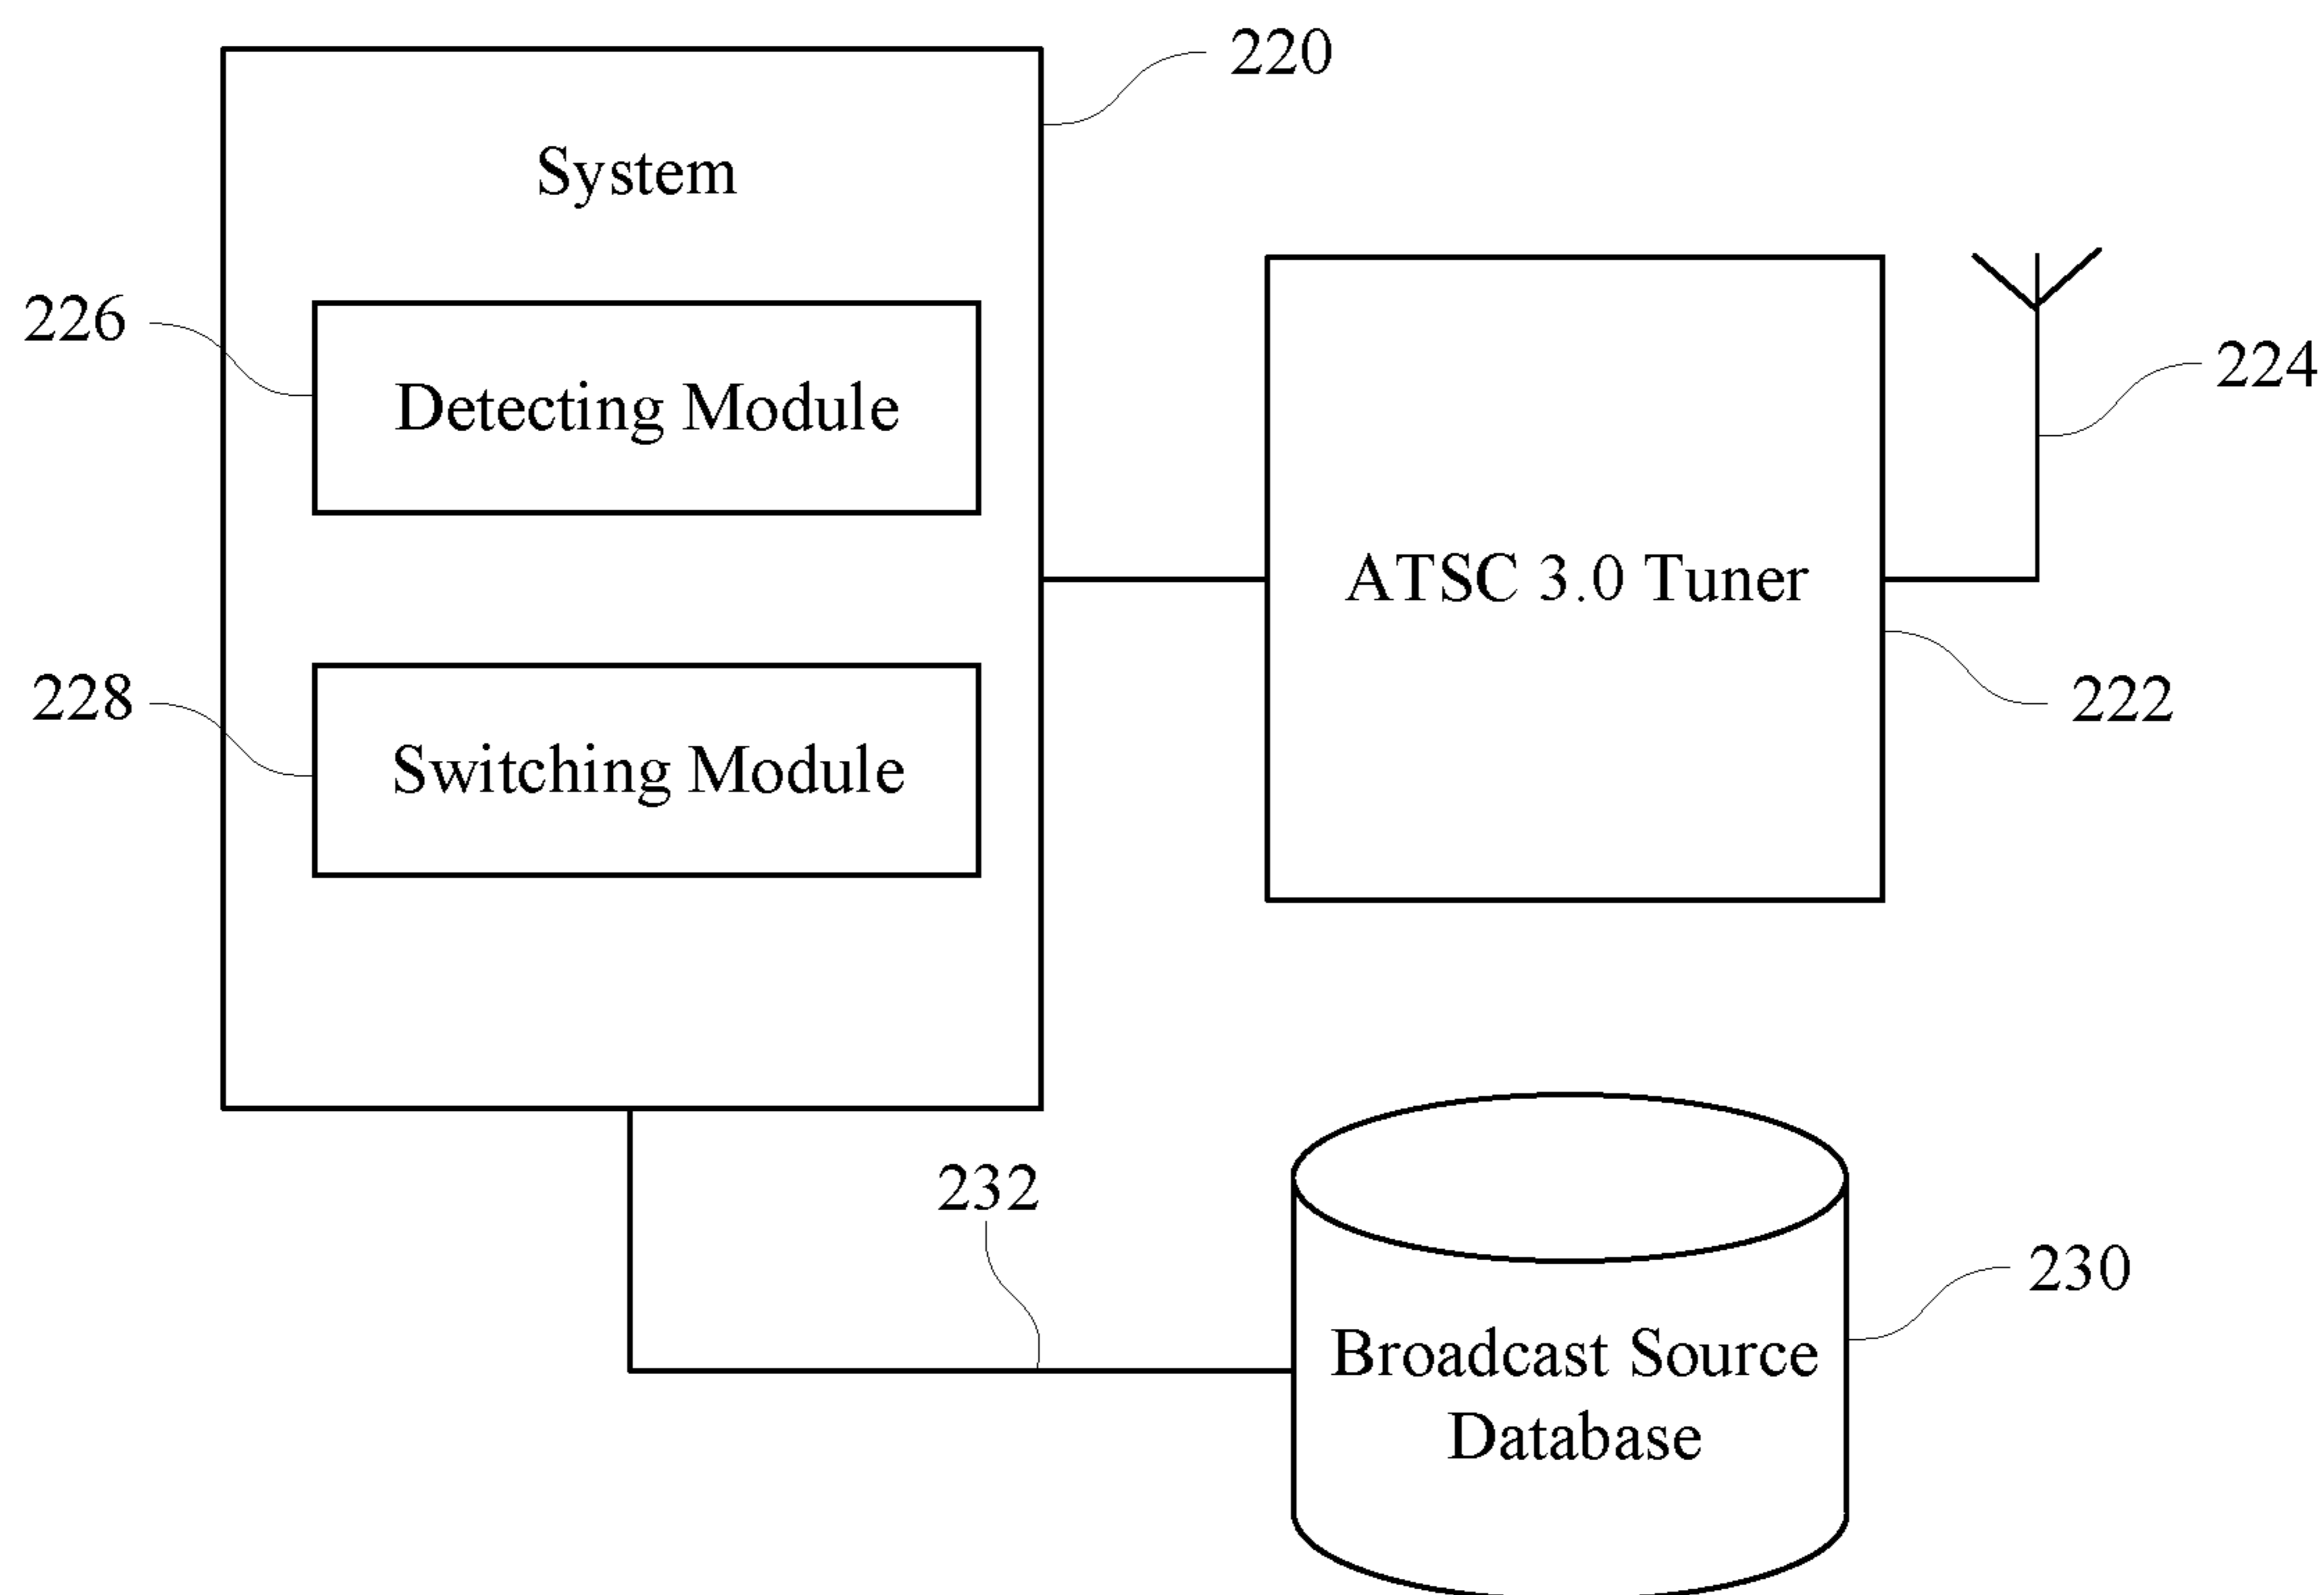 220
System
226
Detecting Module
224
ATSC 3.0 Tuner
228
222
Switching Module
232
230
Broadcast Source
Database